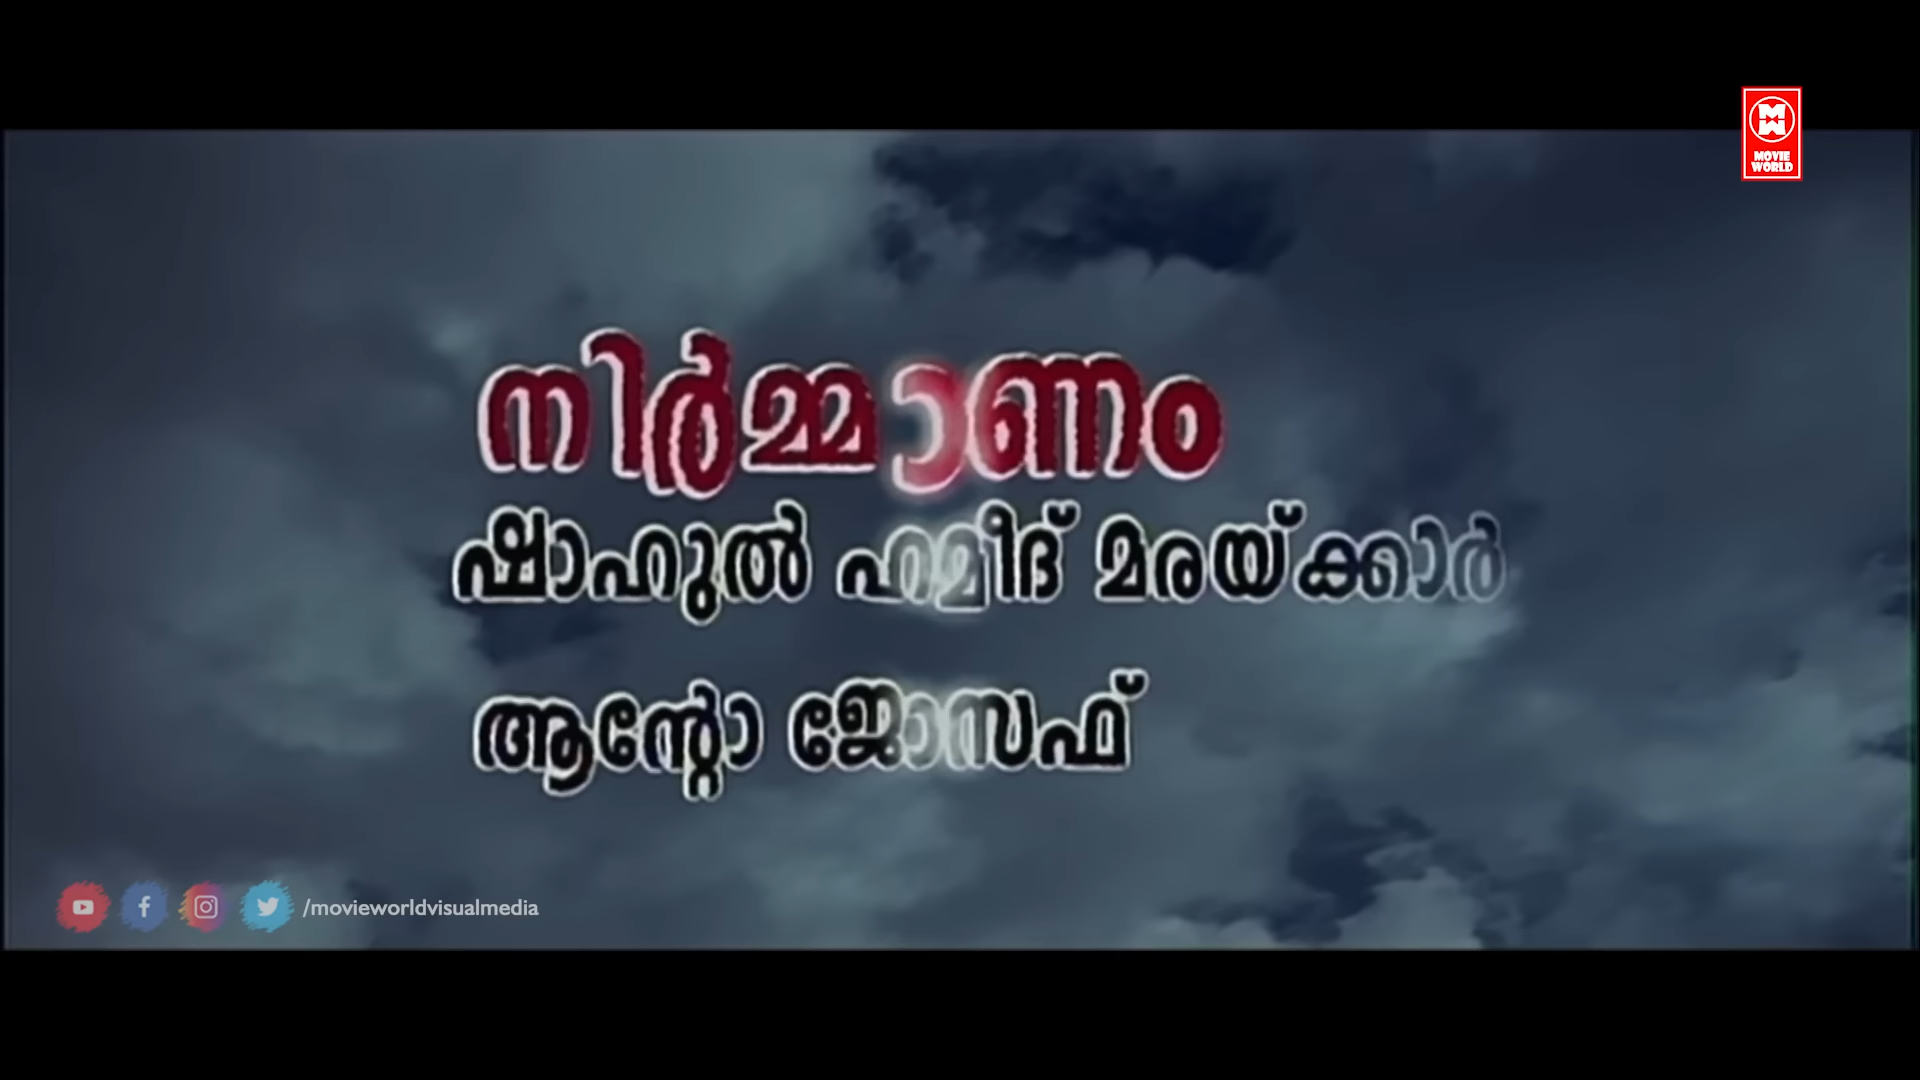 MOVIE
WORLD
നിർമ്മാണം
ഷാഹുൽ ഹമീദ് മരയ്ക്കാർ
ആന്റോ ജോസഫ്
/movieworldvisualmedia